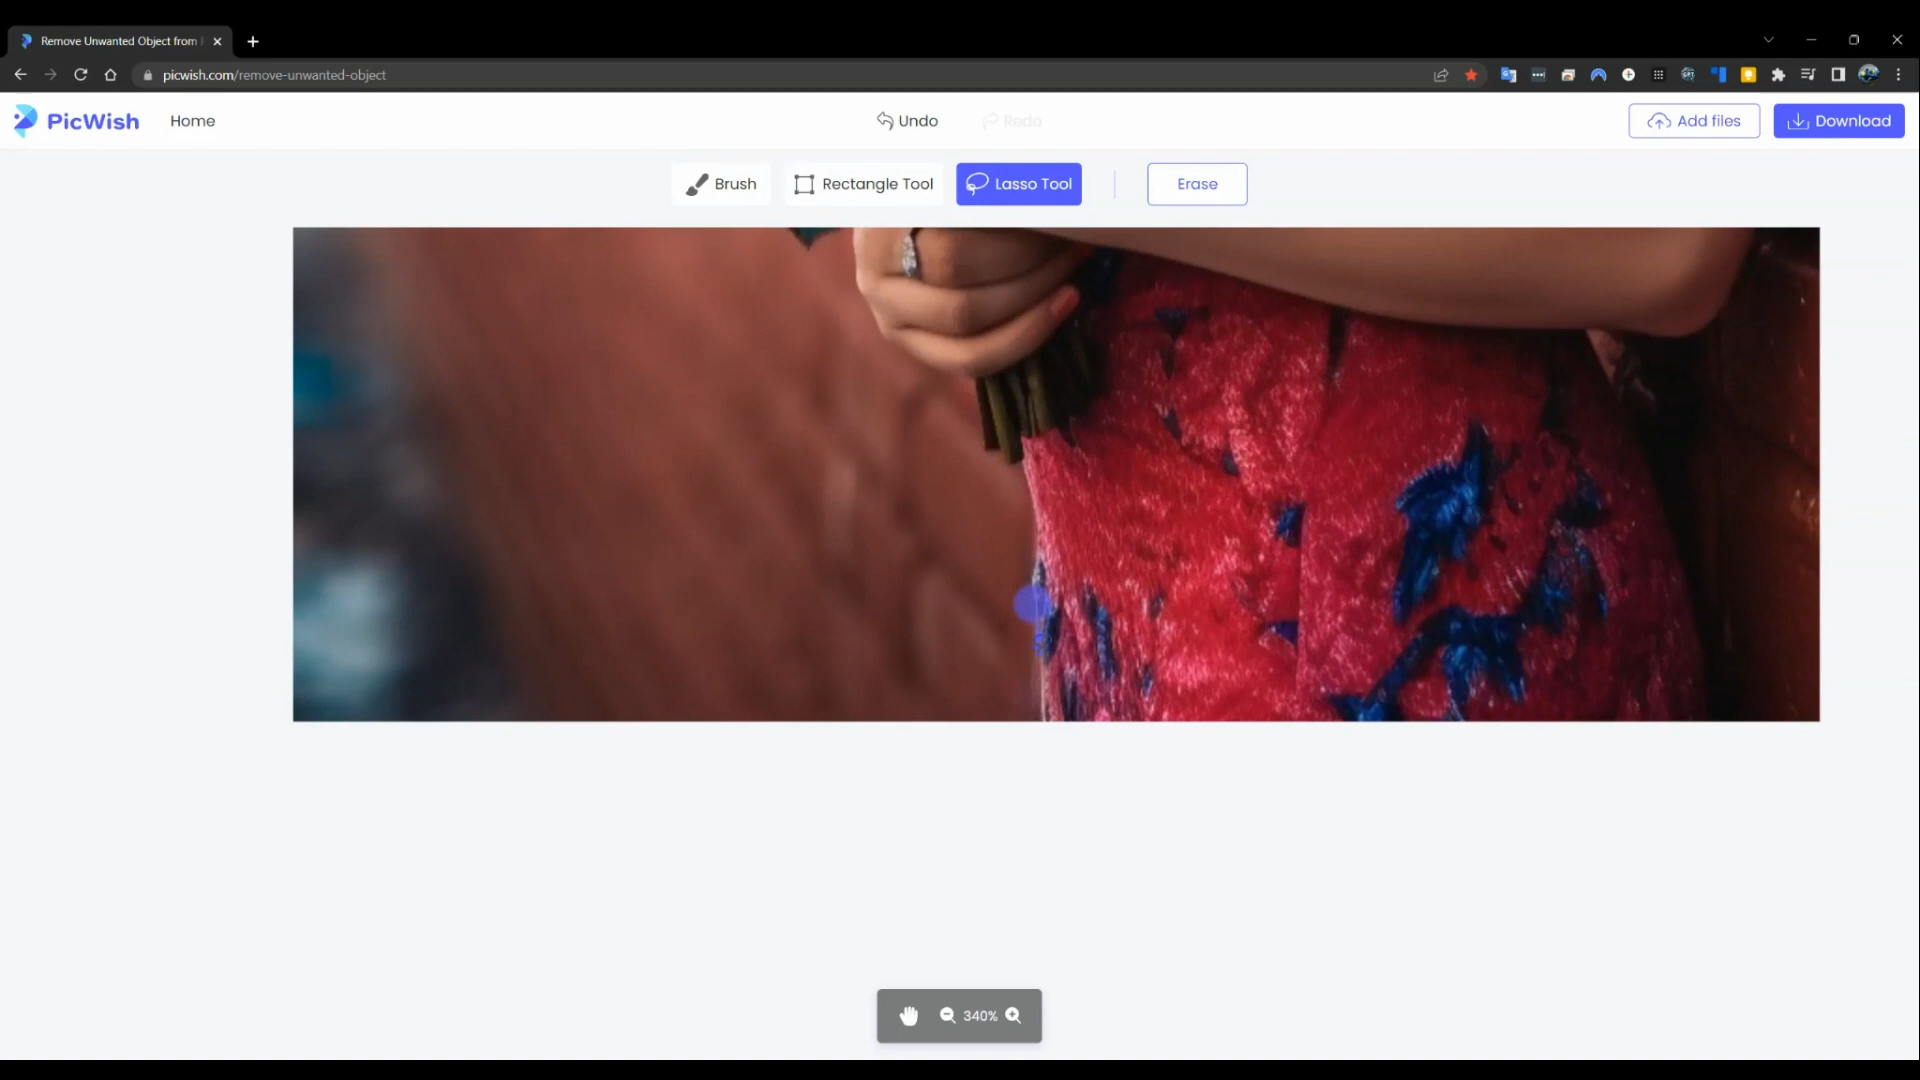 Remove Unwanted Object from
picwish.com/remove-unwanted-object
PicWish
Home
Undo
Redo
Add files
Download
Brush
Rectangle Tool
Lasso Tool
Erase
340%